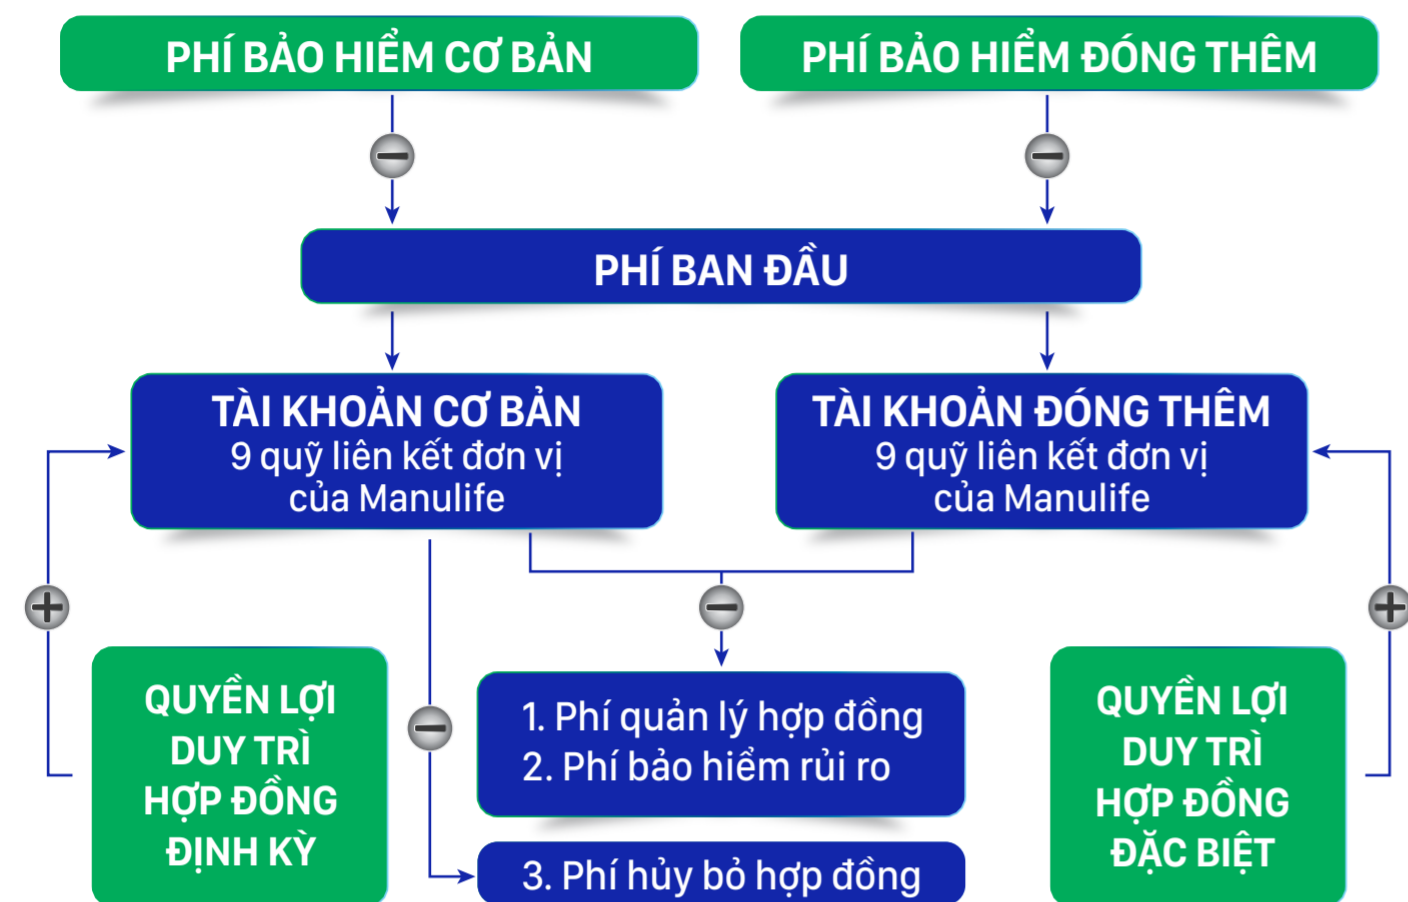 PHÍ BẢO HIỂM CƠ BẢN
PHÍ BẢO HIỂM ĐÓNG THÊM
PHÍ BAN ĐẦU
TÀI KHOẢN CƠ BẢN
9 quỹ liên kết đơn vị
của Manulife
TÀI KHOẢN ĐÓNG THÊM
9 quỹ liên kết đơn vị
của Manulife
QUYỀN LỢI
DUY TRÌ
HỢP ĐỒNG
ĐỊNH KỲ
1. Phí quản lý hợp đồng
2. Phí bảo hiểm rủi ro
3. Phí hủy bỏ hợp đồng
QUYỀN LỢI
DUY TRÌ
HỢP ĐỒNG
ĐẶC BIỆT